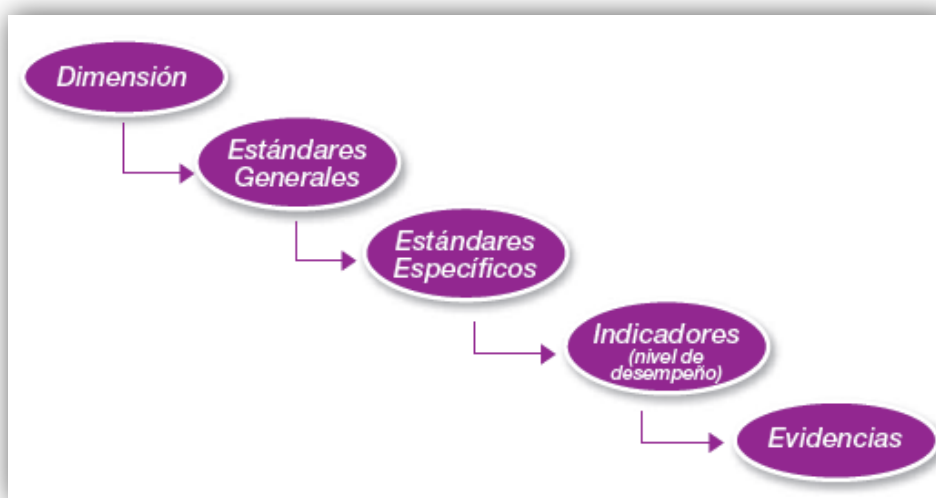 Dimensión
Estándares
Generales
Estándares
Específicos
Indicadores
(nivel de
desempeño)
Evidencias